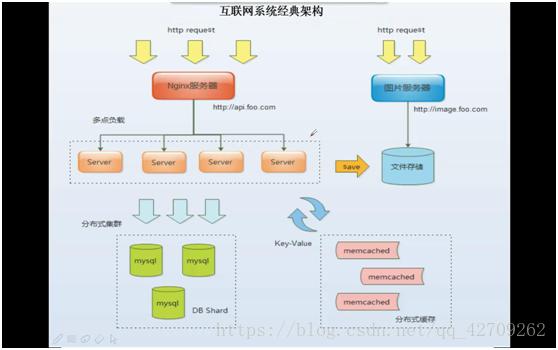 互联网系统经典架构
http request
http request
Nginx服务器
图片服务器
http://api.foo.com
http://image.foo.com
多点负载
Server
Server
Server
Server
save
文件存储
分布式集群
Key-Value
mysql
mysql
mysql
DB Shard
memcached
memcached
memcached
分布式缓存
https://blog.csdn.net/qq_42709262